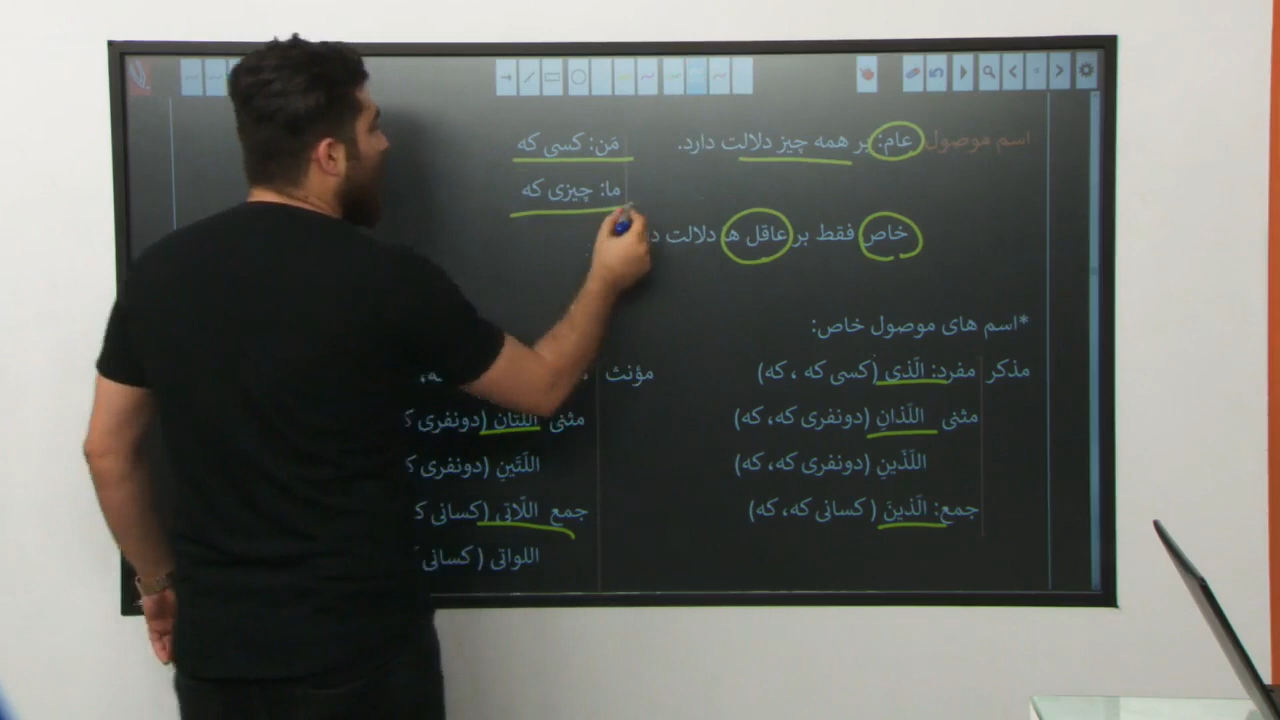 اسم موصول عام: بر همه چیز دلالت دارد. مَن: کسی که
ما: چیزی که
خاص فقط بر عاقل ها دلالت
*اسم های موصول خاص:
مذکر مفرد: الّذی (کسی که ، که) مؤنث
مثنی اللّذانِ (دونفری که، که) مثنی اللّتانِ (دونفری
اللّذَینِ (دونفری که، که) اللّتَینِ (دونفری
جمع: الّذینَ ( کسانی که، که) جمع اللّاتی (کسانی
اللواتی ( کسانی